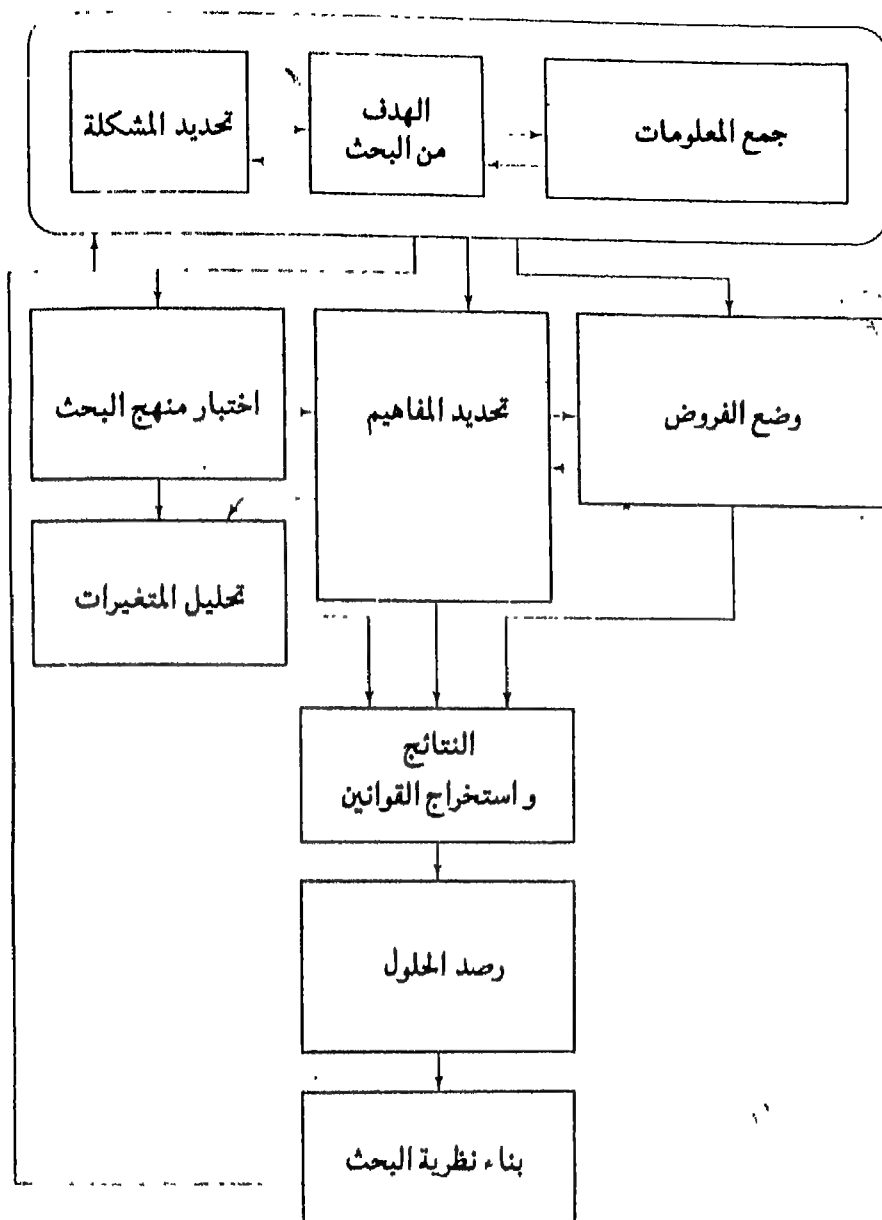 جمع المعلومات
الهدف
من البحث
تحديد المشكلة
وضع الفروض
تحديد المفاهيم
اختبار منهج البحث
تحليل المتغيرات
النتائج
و استخراج القوانين
رصد الحلول
بناء نظرية البحث